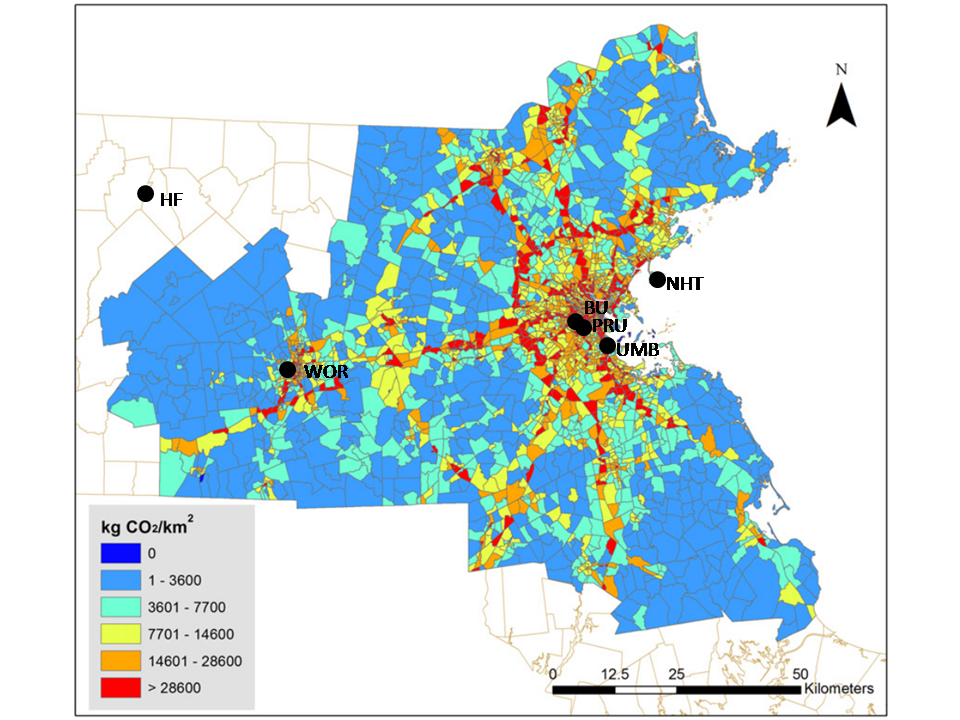 N
HF
NHT
BU
PRU
UMB
WOR
kg CO2/km²
0
1 - 3600
3601 - 7700
7701 - 14600
14601 - 28600
> 28600
0 12.5 25 50
Kilometers